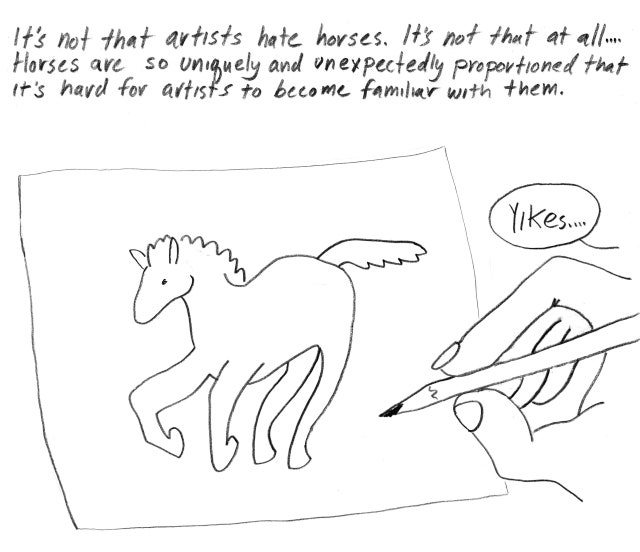 It's not that artists hate horses. It's not that at all....
Horses are so uniquely and unexpectedly proportioned that
it's hard for artists to become familiar with them.
Yikes....